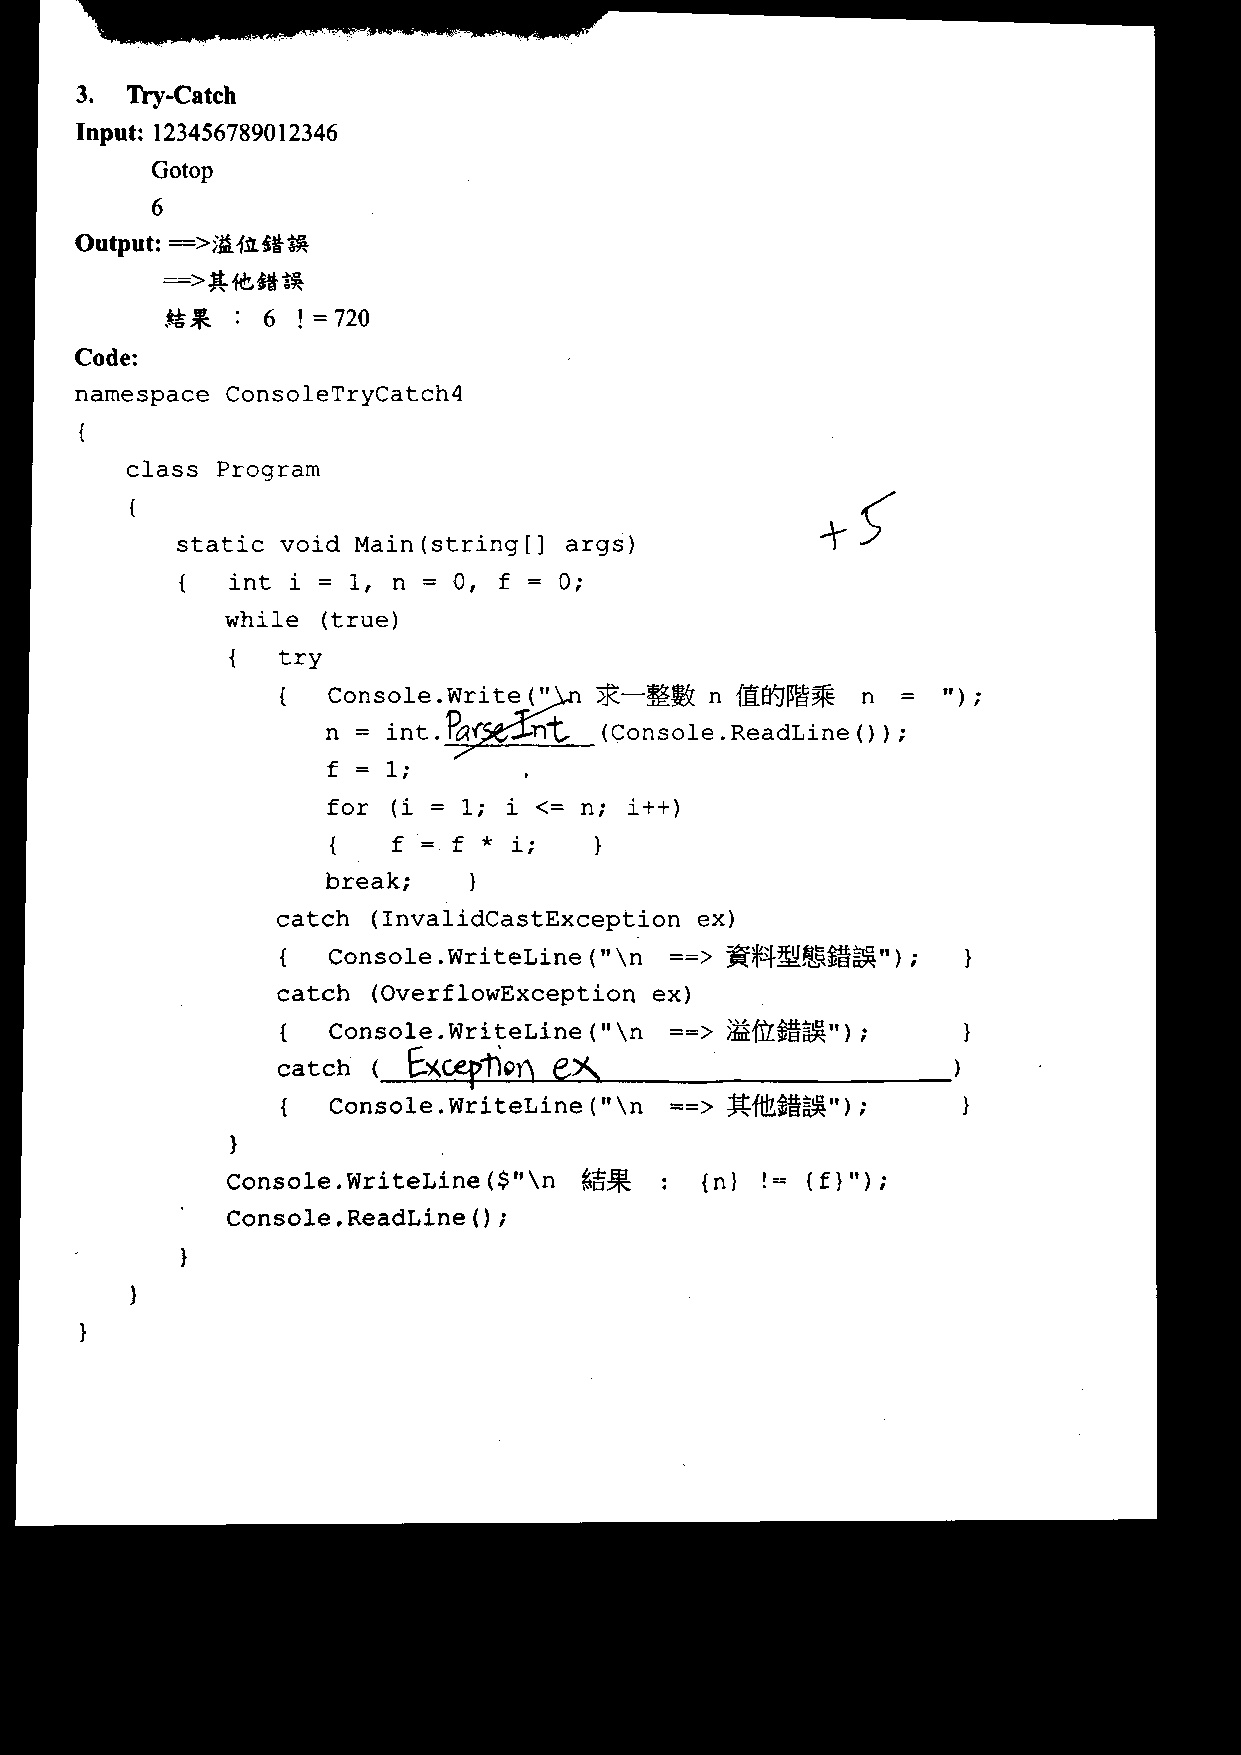 3. Try-Catch
Input: 123456789012346
Gotop
6
Output: ==>溢位錯誤
==>其他錯誤
結果 : 6 ! = 720
Code:
namespace ConsoleTryCatch4
{
class Program
{
+5
static void Main(string[] args)
{ int i = 1, n = 0, f = 0;
while (true)
{ try
{ Console.Write("\n 求一整數 n 值的階乘 n = ");
n = int.ParseInt (Console.ReadLine());
f = 1;
for (i = 1; i <= n; i++)
{ f = f * i; }
break; }
catch (InvalidCastException ex)
{ Console.WriteLine("\n ==> 資料型態錯誤"); }
catch (OverflowException ex)
{ Console.WriteLine("\n ==> 溢位錯誤"); }
catch ( Exception ex )
{ Console.WriteLine("\n ==> 其他錯誤"); }
}
Console.WriteLine($"\n 結果 : {n} != {f}");
Console.ReadLine();
}
}
}